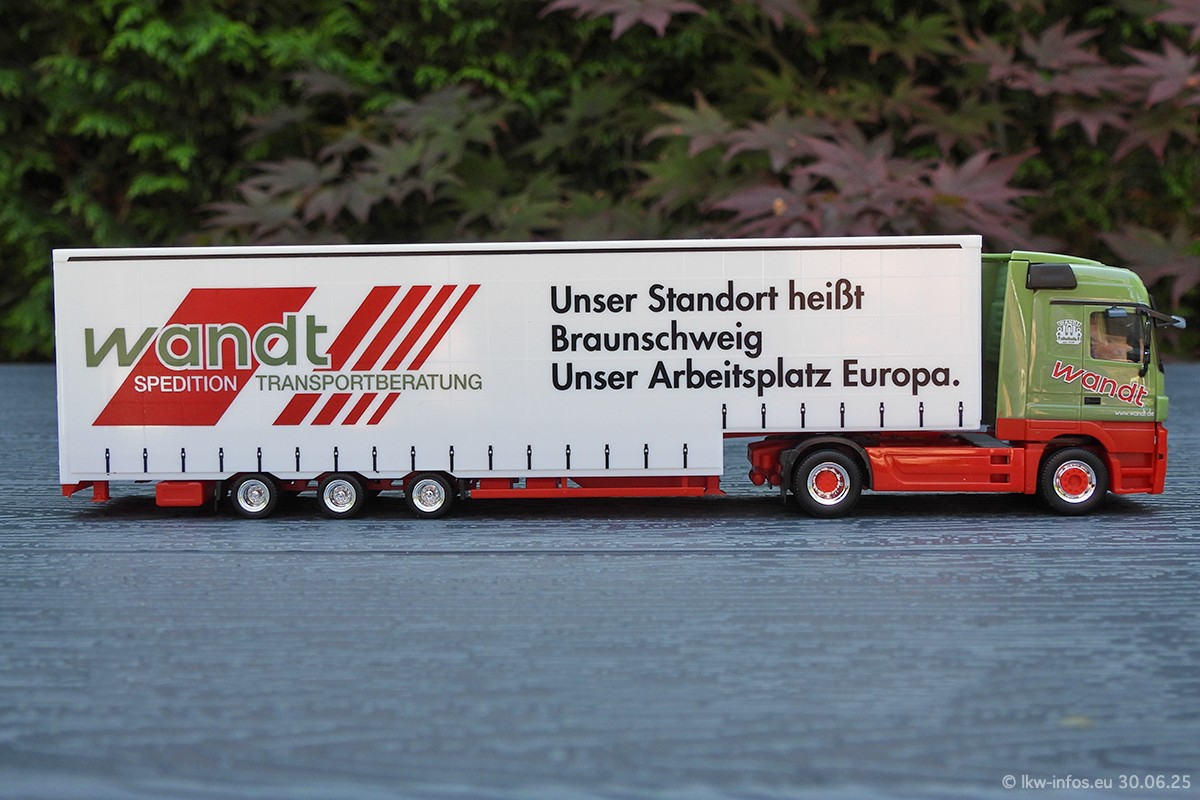 wandt
SPEDITION TRANSPORTBERATUNG
Unser Standort heißt
Braunschweig
Unser Arbeitsplatz Europa.
wandt
www.wandt.de
© lkw-infos.eu 30.06.25